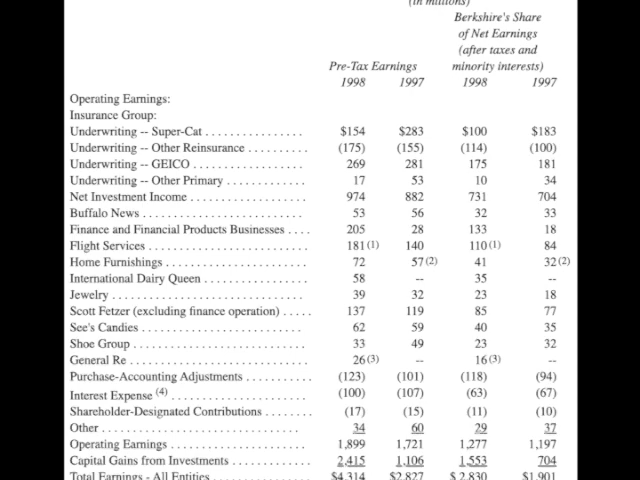 (in millions)
Berkshire's Share
of Net Earnings
(after taxes and
Pre-Tax Earnings minority interests)
1998 1997 1998 1997
Operating Earnings:
Insurance Group:
Underwriting -- Super-Cat . . . . . . . . . . . . . . . . $154 $283 $100 $183
Underwriting -- Other Reinsurance . . . . . . . . . . (175) (155) (114) (100)
Underwriting -- GEICO . . . . . . . . . . . . . . . . . . 269 281 175 181
Underwriting -- Other Primary . . . . . . . . . . . . . 17 53 10 34
Net Investment Income . . . . . . . . . . . . . . . . . . . 974 882 731 704
Buffalo News . . . . . . . . . . . . . . . . . . . . . . . . . . 53 56 32 33
Finance and Financial Products Businesses . . . . 205 28 133 18
Flight Services . . . . . . . . . . . . . . . . . . . . . . . . . . 181 (1) 140 110 (1) 84
Home Furnishings . . . . . . . . . . . . . . . . . . . . . . . 72 57 (2) 41 32 (2)
International Dairy Queen . . . . . . . . . . . . . . . . . 58 -- 35 --
Jewelry . . . . . . . . . . . . . . . . . . . . . . . . . . . . . . . 39 32 23 18
Scott Fetzer (excluding finance operation) . . . . . 137 119 85 77
See's Candies . . . . . . . . . . . . . . . . . . . . . . . . . . 62 59 40 35
Shoe Group . . . . . . . . . . . . . . . . . . . . . . . . . . . . 33 49 23 32
General Re . . . . . . . . . . . . . . . . . . . . . . . . . . . . 26 (3) -- 16 (3) --
Purchase-Accounting Adjustments . . . . . . . . . . . (123) (101) (118) (94)
Interest Expense (4) . . . . . . . . . . . . . . . . . . . . . . (100) (107) (63) (67)
Shareholder-Designated Contributions . . . . . . . . (17) (15) (11) (10)
Other . . . . . . . . . . . . . . . . . . . . . . . . . . . . . . . . 34 60 29 37
Operating Earnings . . . . . . . . . . . . . . . . . . . . . . 1,899 1,721 1,277 1,197
Capital Gains from Investments . . . . . . . . . . . . . 2,415 1,106 1,553 704
Total Earnings - All Entities . . . . . . . . . . . . . . . . $4,314 $2,827 $ 2,830 $1,901